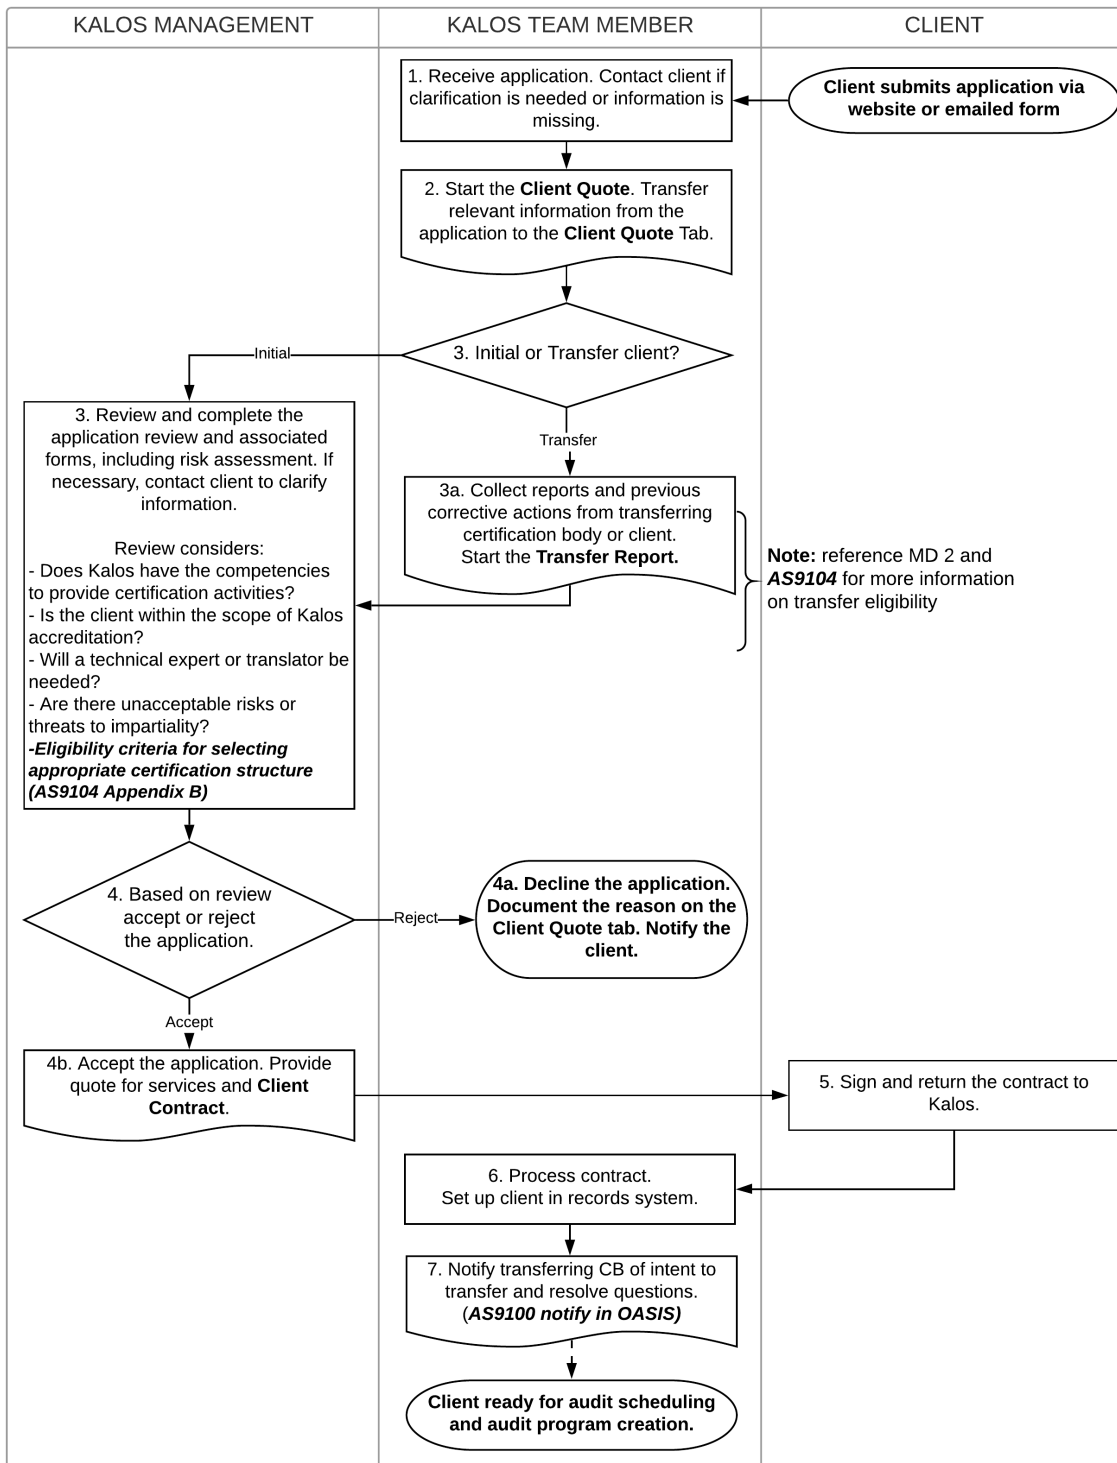 KALOS MANAGEMENT
KALOS TEAM MEMBER
CLIENT
1. Receive application. Contact client if
clarification is needed or information is
missing.
Client submits application via
website or emailed form
2. Start the Client Quote. Transfer
relevant information from the
application to the Client Quote Tab.
3. Initial or Transfer client?
Initial
Transfer
3. Review and complete the
application review and associated
forms, including risk assessment. If
necessary, contact client to clarify
information.
Review considers:
- Does Kalos have the competencies
to provide certification activities?
- Is the client within the scope of Kalos
accreditation?
- Will a technical expert or translator be
needed?
- Are there unacceptable risks or
threats to impartiality?
-Eligibility criteria for selecting
appropriate certification structure
(AS9104 Appendix B)
3a. Collect reports and previous
corrective actions from transferring
certification body or client.
Start the Transfer Report.
Note: reference MD 2 and
AS9104 for more information
on transfer eligibility
4. Based on review
accept or reject
the application.
Reject
4a. Decline the application.
Document the reason on the
Client Quote tab. Notify the
client.
Accept
4b. Accept the application. Provide
quote for services and Client
Contract.
5. Sign and return the contract to
Kalos.
6. Process contract.
Set up client in records system.
7. Notify transferring CB of intent to
transfer and resolve questions.
(AS9100 notify in OASIS)
Client ready for audit scheduling
and audit program creation.